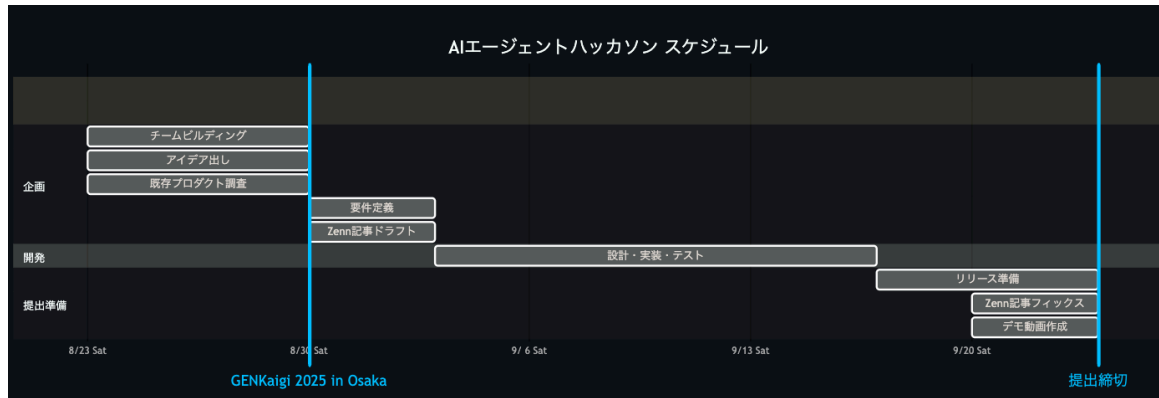 AIエージェントハッカソン スケジュール
チームビルディング
アイデア出し
既存プロダクト調査
企画
要件定義
Zenn記事ドラフト
開発
設計・実装・テスト
リリース準備
提出準備
Zenn記事フィックス
デモ動画作成
8/23 Sat
8/30 Sat
9/ 6 Sat
9/13 Sat
9/20 Sat
GENKaigi 2025 in Osaka
提出締切